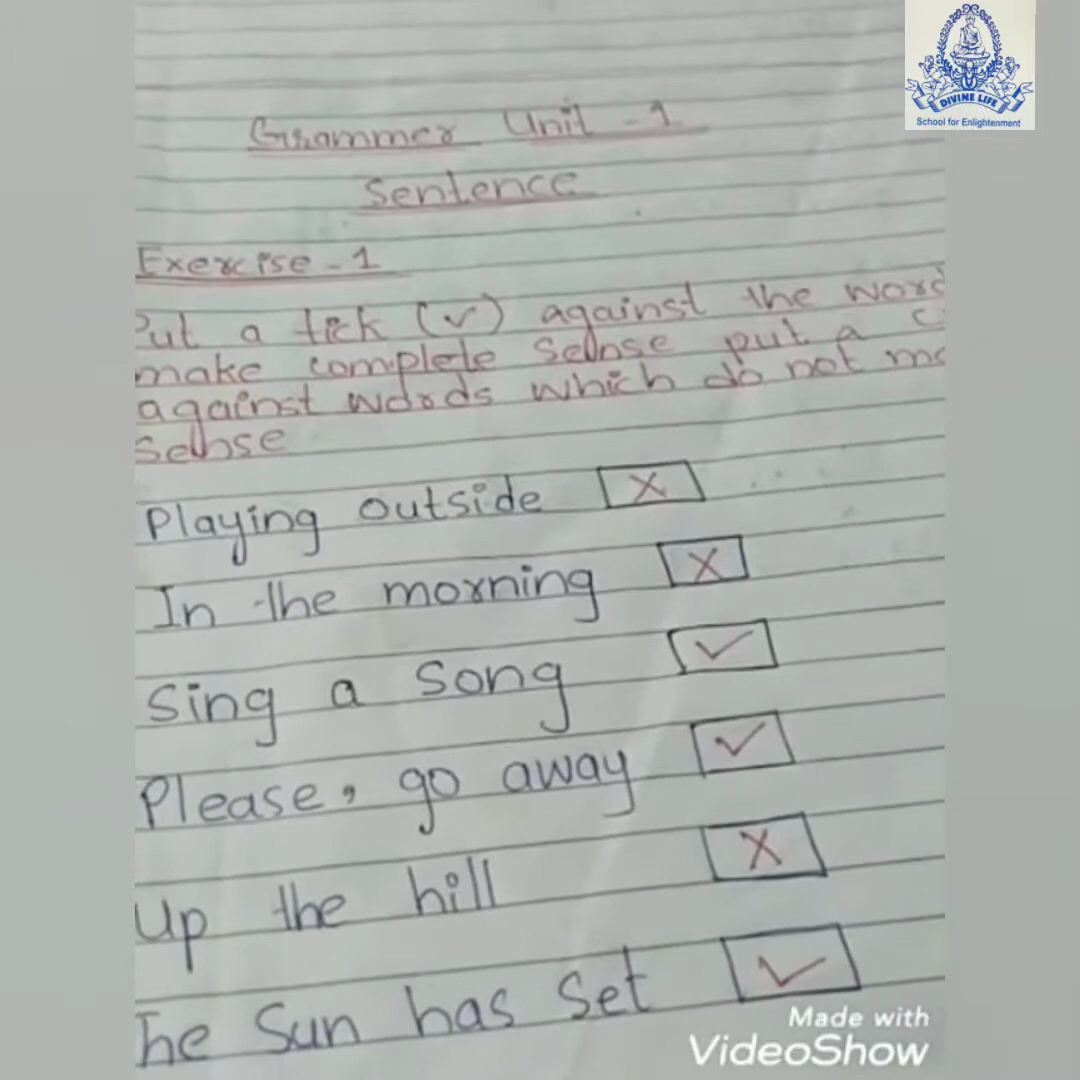 DIVINE LIFE
School for Enlightenment
Grammer Unit - 1
Sentence
Exercise - 1
Put a tick (✓) against the word
make complete Sense put a
against words which do not
Sense
Playing outside ☒
In the morning ☒
Sing a Song ☑
Please, go away ☑
Up the hill ☒
The Sun has Set ☑
Made with
VideoShow